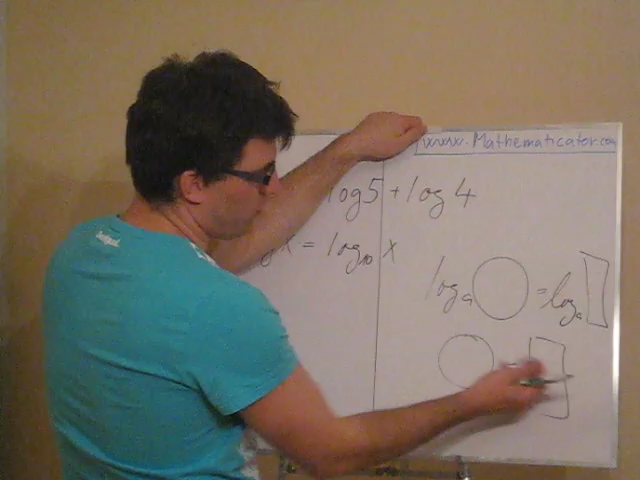 www.Mathematicator.com
log5 + log4
g x = log₁₀ x
logₐ = logₐ